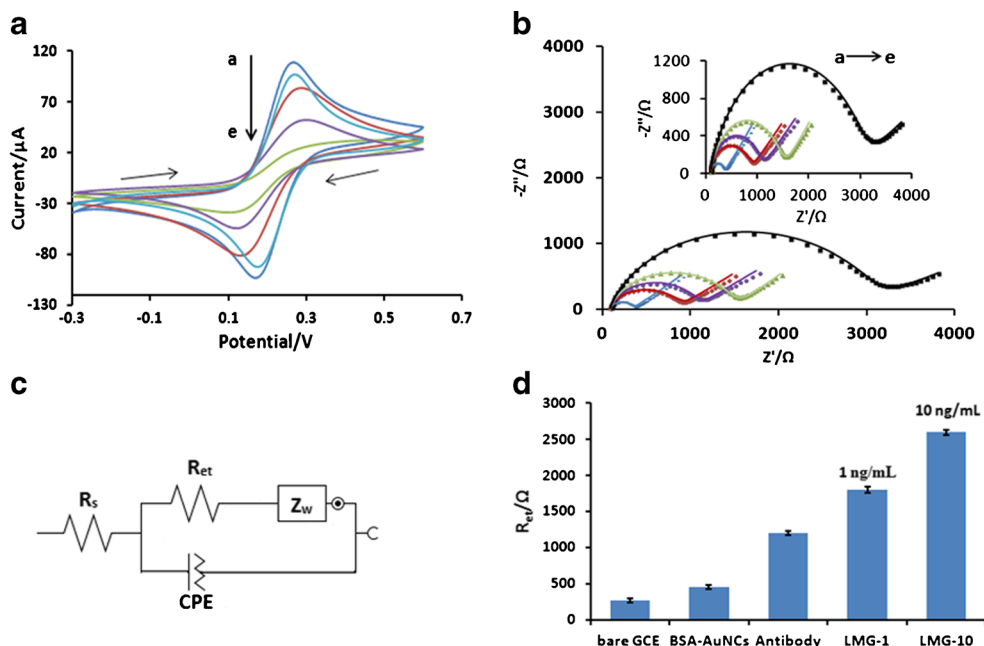 a
120
70
20
-30
-80
-130
Current/µA
a
e
-0.3
-0.1
0.1
0.3
0.5
0.7
Potential/V
b
4000
3000
2000
1000
0
-Z''/Ω
0
1000
2000
3000
4000
Z'/Ω
a
e
1200
800
400
0
-Z''/Ω
0
1000
2000
3000
4000
Z'/Ω
c
Rs
Ret
Zw
CPE
d
3000
2500
2000
1500
1000
500
0
Ret/Ω
1 ng/mL
10 ng/mL
bare GCE
BSA-AuNCs
Antibody
LMG-1
LMG-10